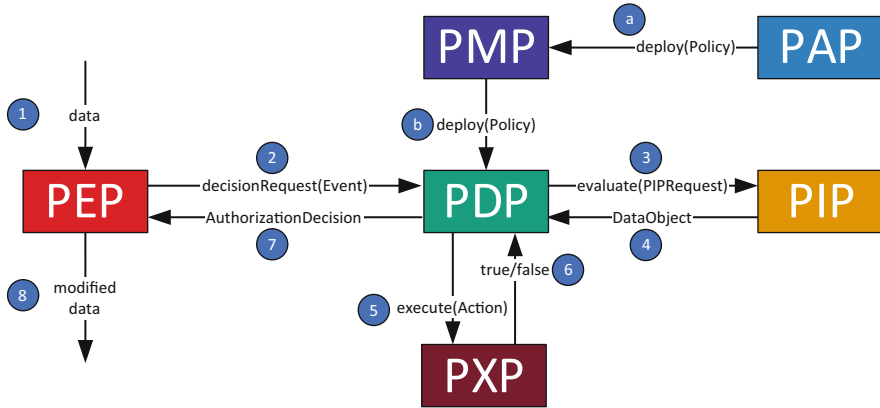 a
PMP
deploy(Policy)
PAP
1
data
b
deploy(Policy)
2
3
PEP
decisionRequest(Event)
PDP
evaluate(PIPRequest)
PIP
AuthorizationDecision
DataObject
7
4
8
modified
data
true/false
6
5
execute(Action)
PXP